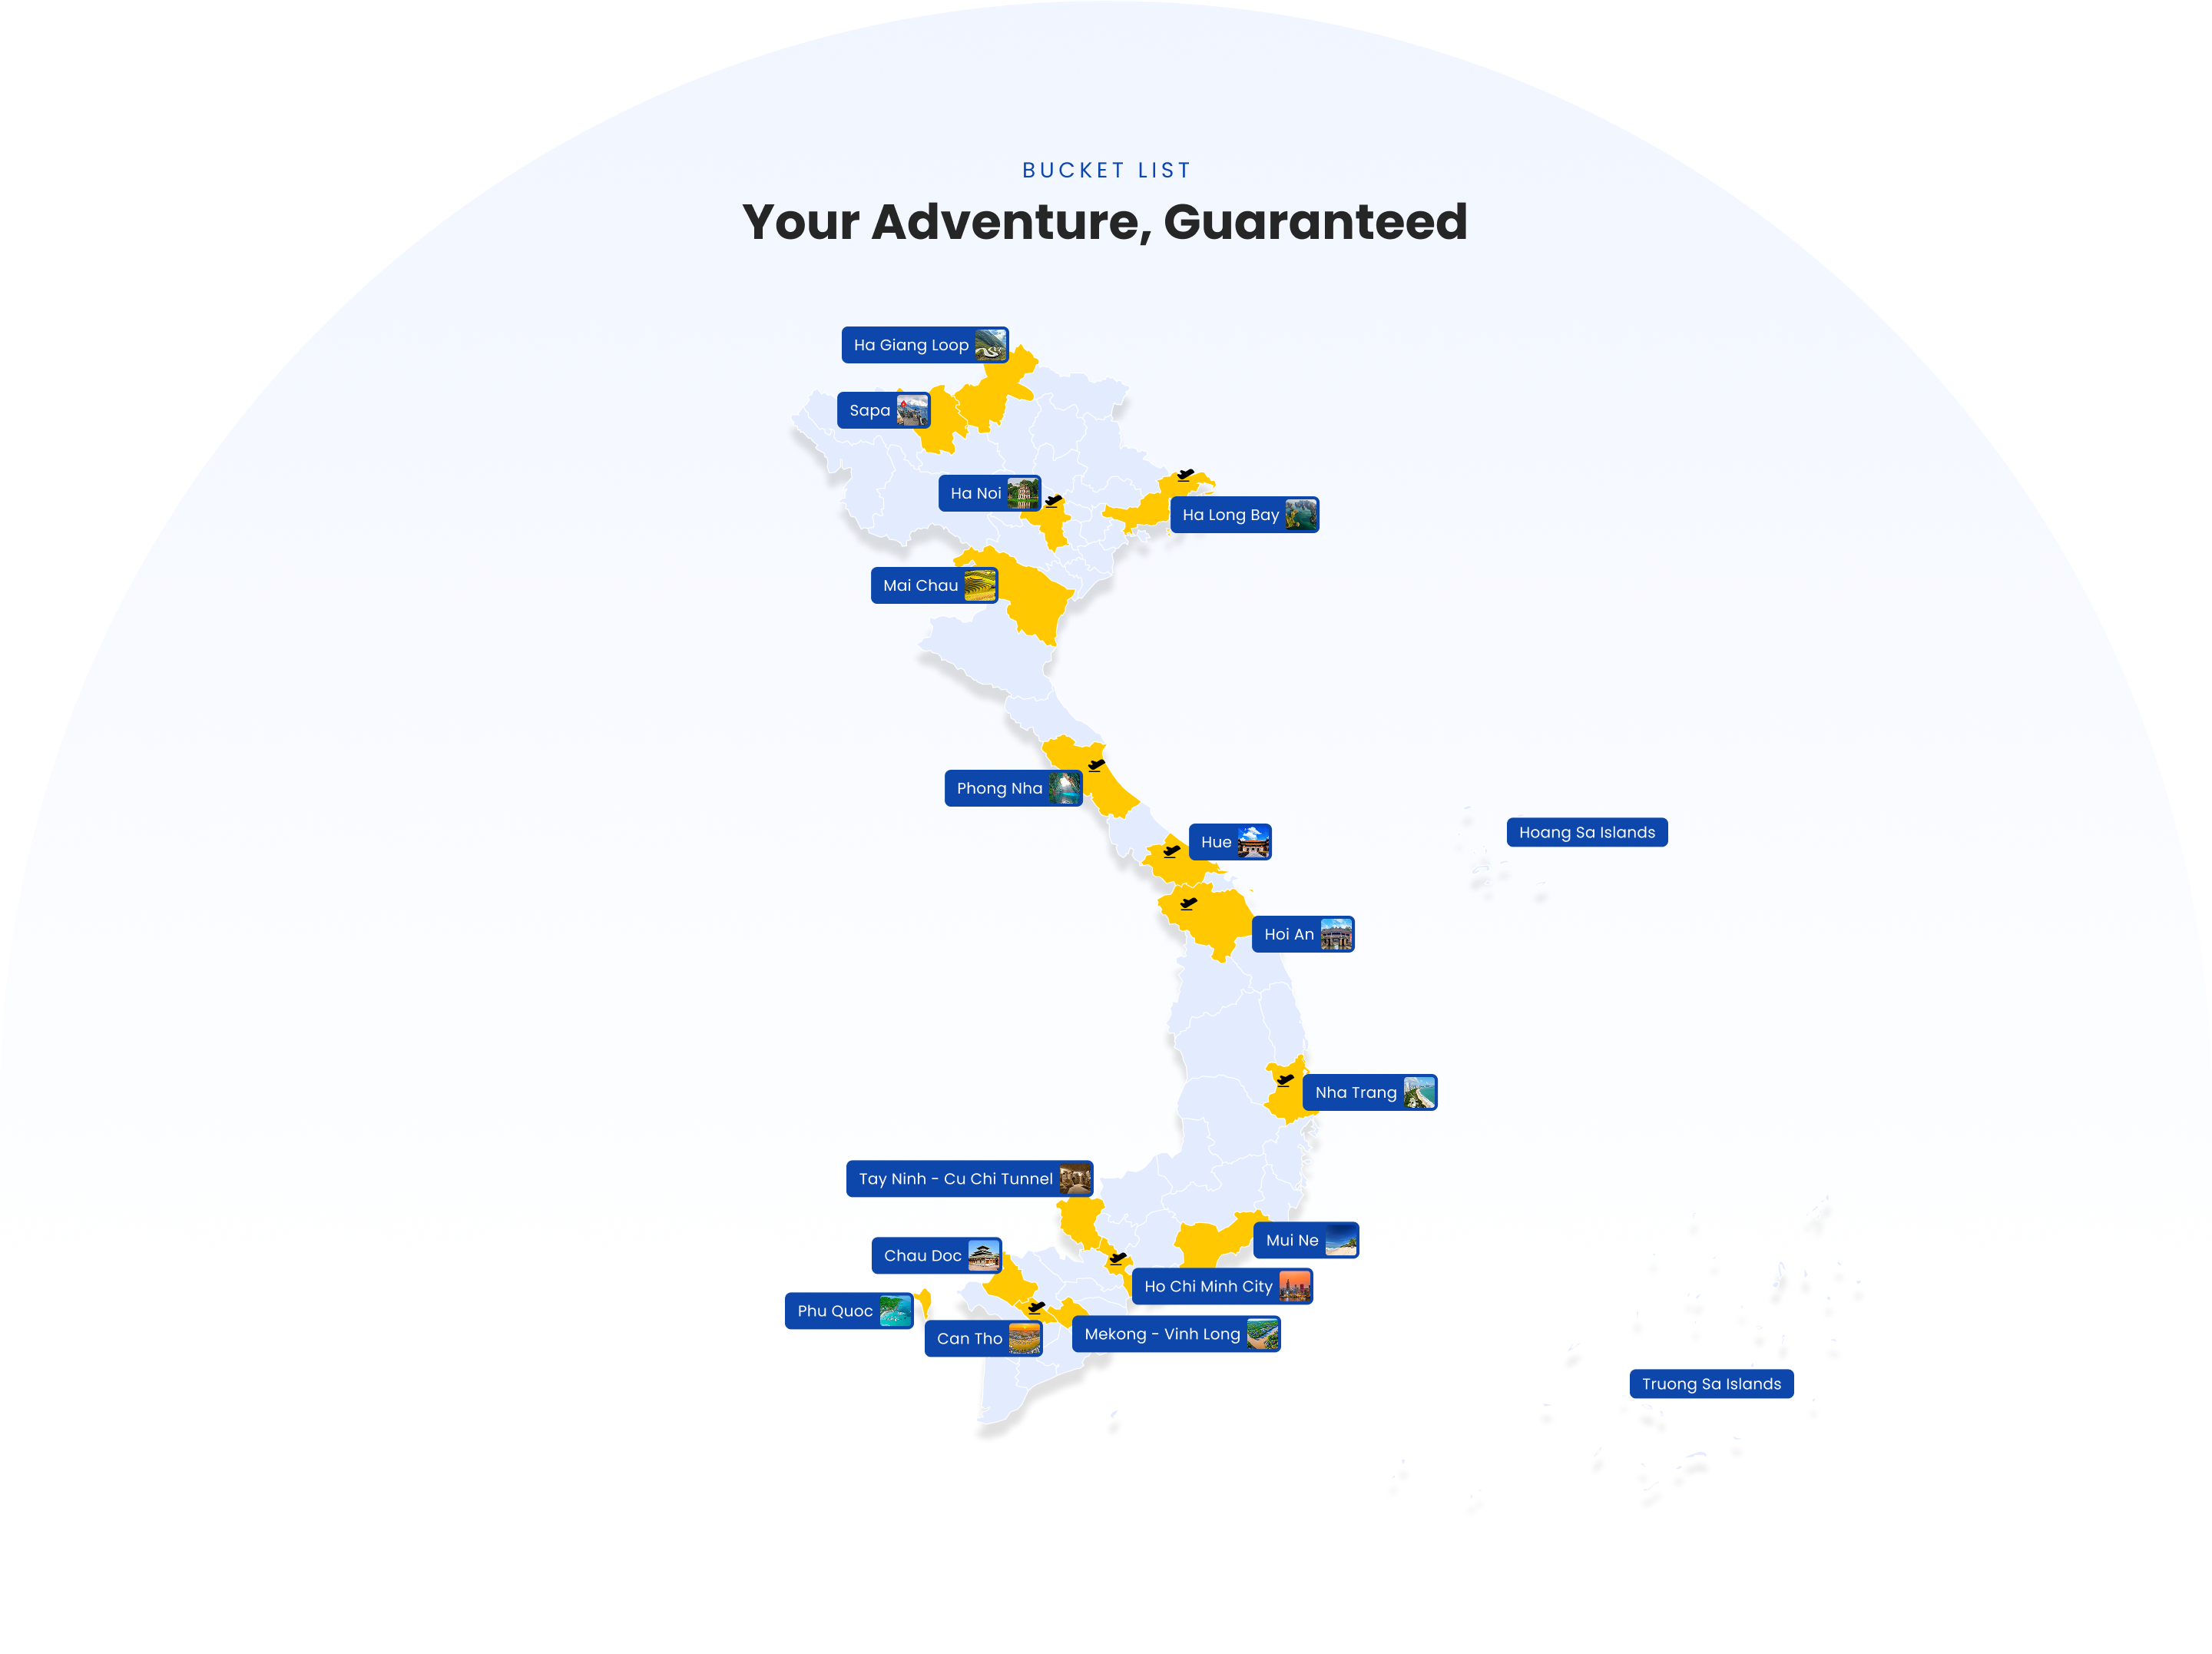 BUCKET LIST
Your Adventure, Guaranteed
Ha Giang Loop
Sapa
Ha Noi
Ha Long Bay
Mai Chau
Phong Nha
Hue
Hoang Sa Islands
Hoi An
Nha Trang
Tay Ninh - Cu Chi Tunnel
Mui Ne
Chau Doc
Ho Chi Minh City
Phu Quoc
Can Tho
Mekong - Vinh Long
Truong Sa Islands